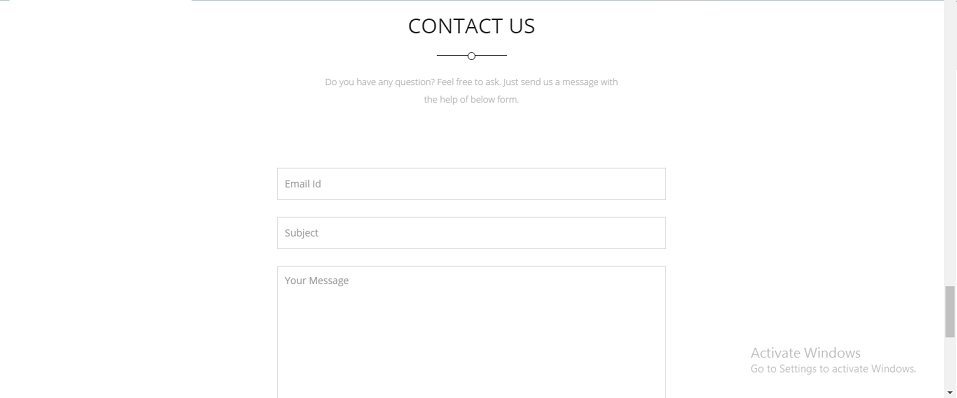 CONTACT US
Do you have any question? Feel free to ask. Just send us a message with
the help of below form.
Email Id
Subject
Your Message
Activate Windows
Go to Settings to activate Windows.